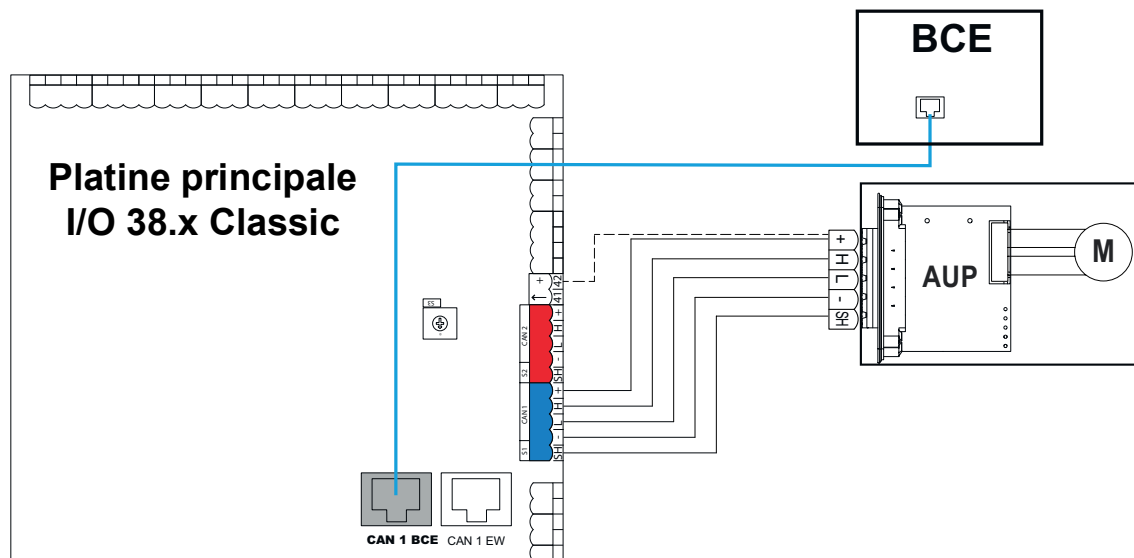 BCE
Platine principale
I/O 38.x Classic
+
H
L
-
SH
AUP
M
+ 42
41
ES
CAN 2
S2
+
H
L
-
SH
CAN 1
S1
+
H
L
-
SH
CAN 1 BCE
CAN 1 EW